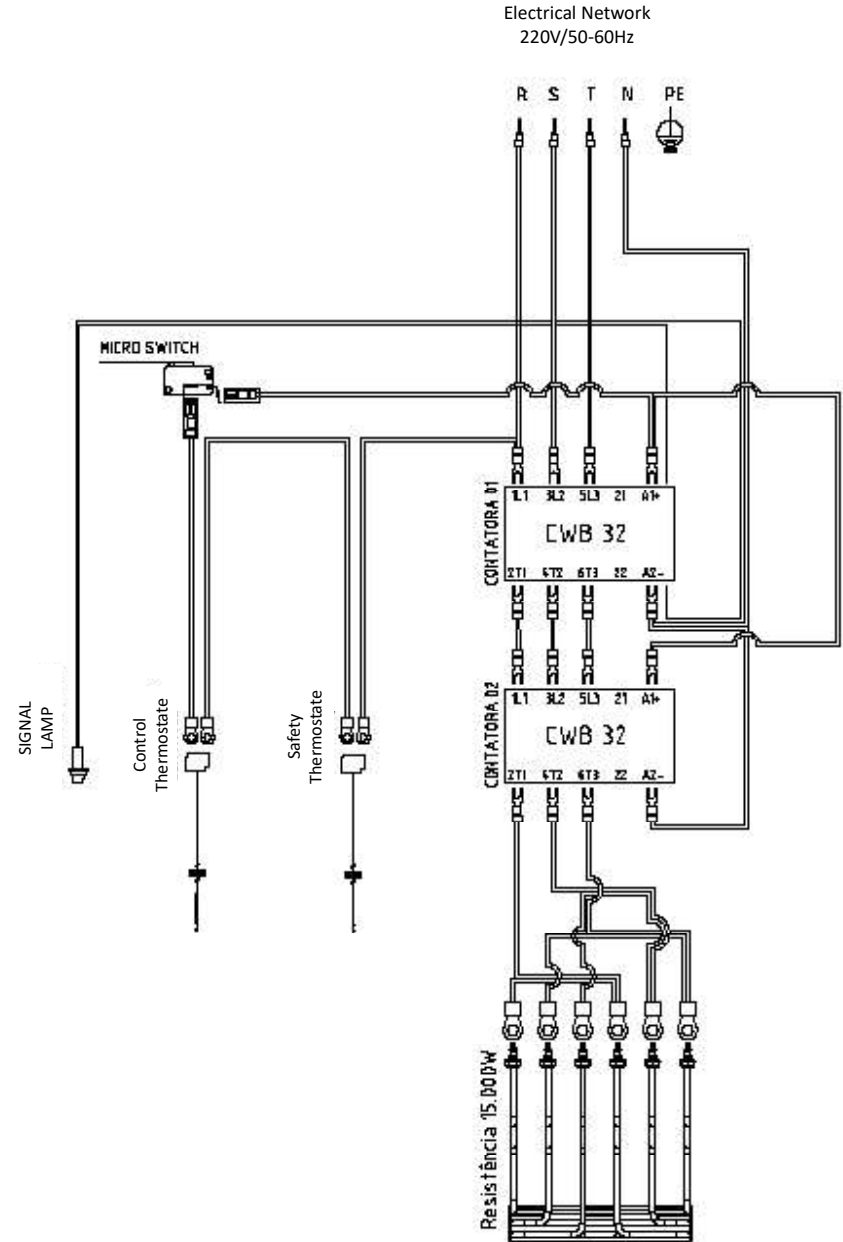 Electrical Network
220V/50-60Hz
R S T N PE
MICRO SWITCH
CONTATORA 01
1L1 3L2 5L3 21 A1+
CWB 32
2T1 4T2 6T3 22 A2-
SIGNAL
LAMP
Control
Thermostate
Safety
Thermostate
CONTATORA 02
1L1 3L2 5L3 21 A1+
CWB 32
2T1 4T2 6T3 22 A2-
Resistência 15.000W